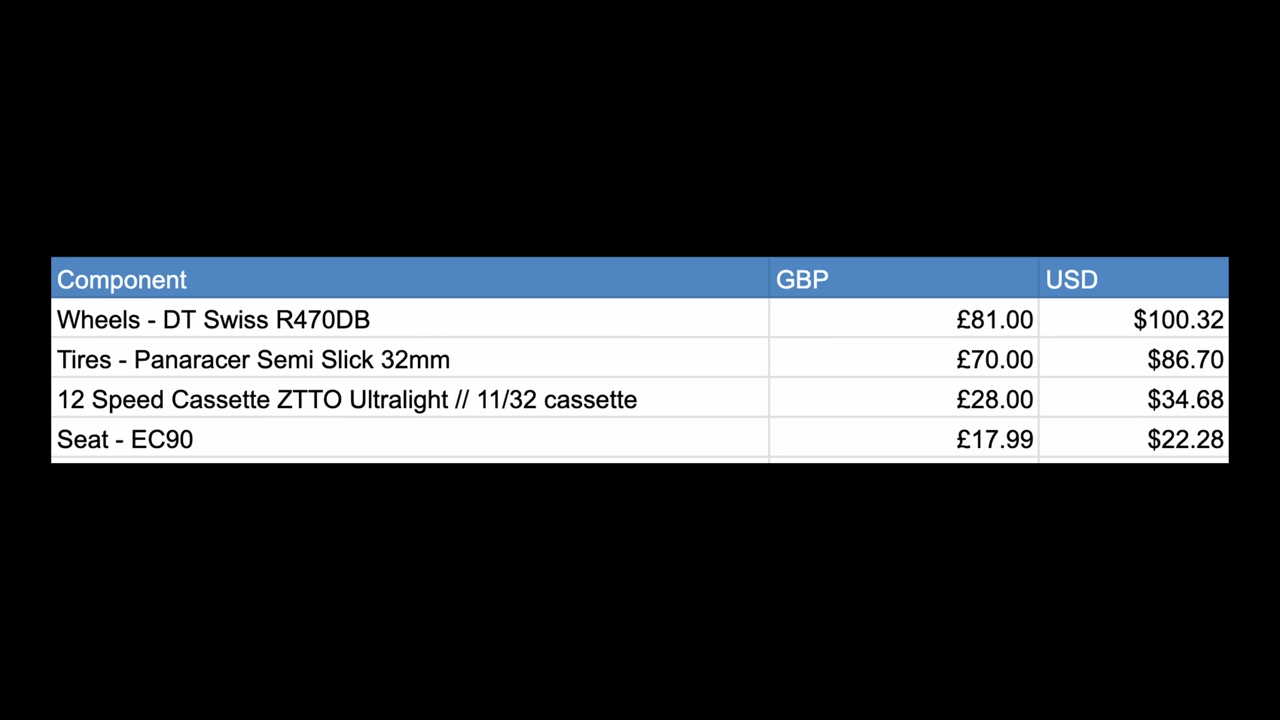 Component GBP USD
Wheels - DT Swiss R470DB £81.00 $100.32
Tires - Panaracer Semi Slick 32mm £70.00 $86.70
12 Speed Cassette ZTTO Ultralight // 11/32 cassette £28.00 $34.68
Seat - EC90 £17.99 $22.28